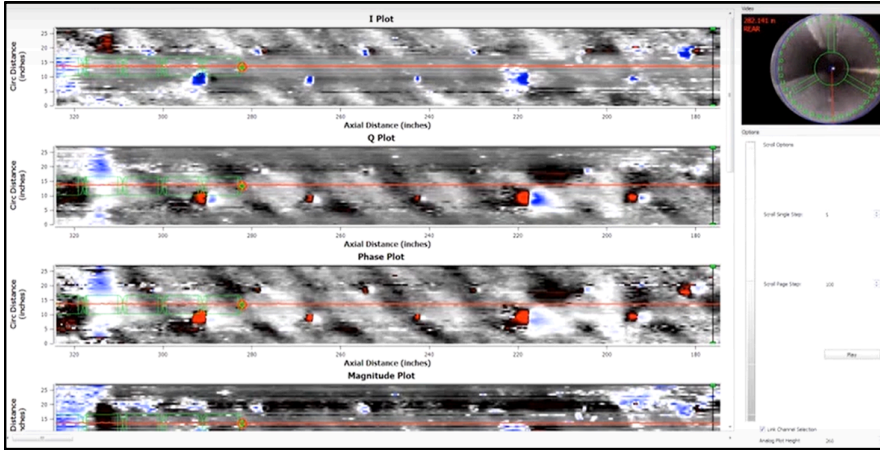 I Plot
Circ Distance
(inches)
25
20
15
10
5
0
320
300
280
260
240
220
200
180
Axial Distance (inches)
Q Plot
Circ Distance
(inches)
25
20
15
10
5
0
320
300
280
260
240
220
200
180
Axial Distance (inches)
Phase Plot
Circ Distance
(inches)
25
20
15
10
5
0
320
300
280
260
240
220
200
180
Axial Distance (inches)
Magnitude Plot
Distance
25
20
15
Video
282.141 m
REAR
Options
Scroll Options
Scroll Single Step:
5
Scroll Page Step:
100
Play
Link Channel Selection
Analog Plot Height: